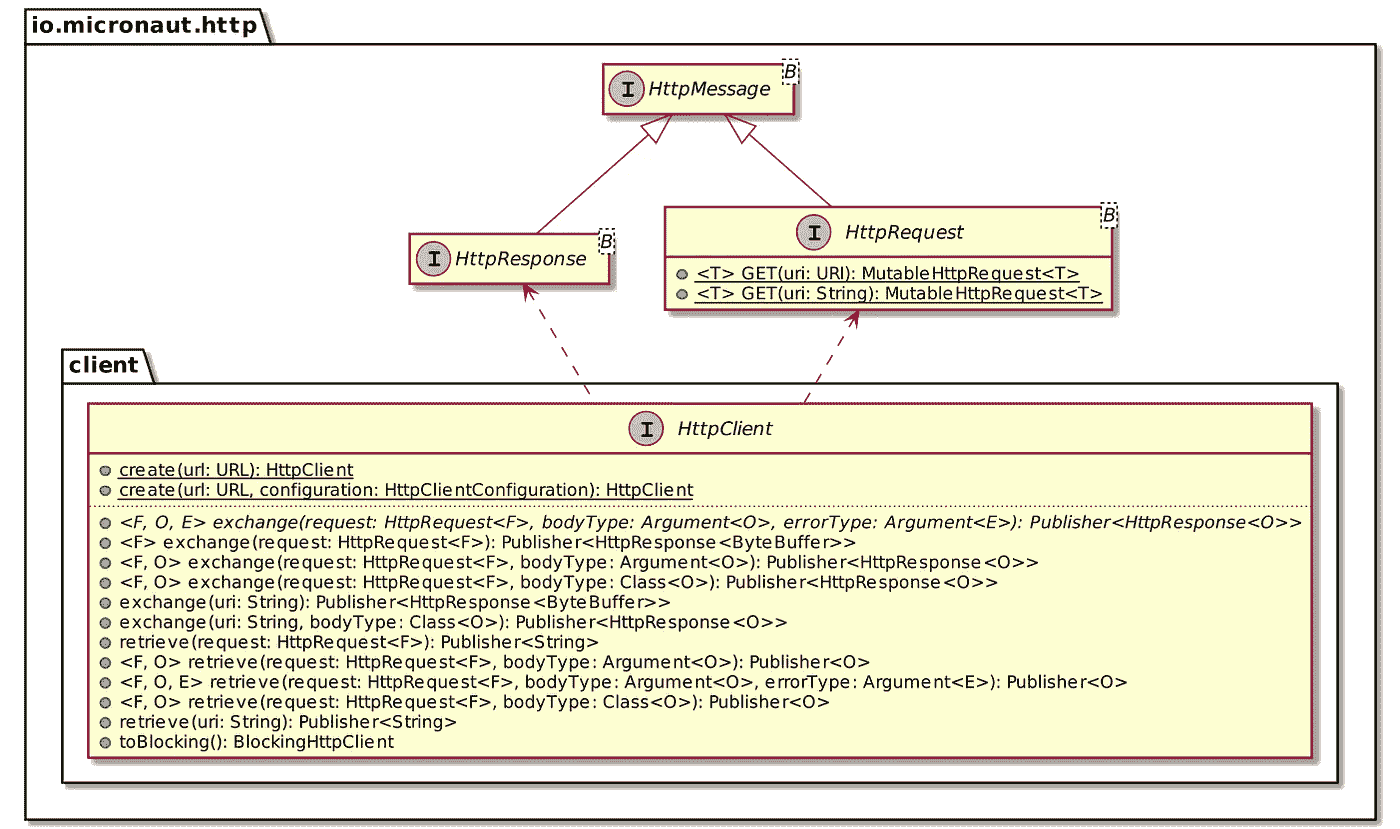 io.micronaut.http
B
I HttpMessage
B
I HttpResponse
B
I HttpRequest
<T> GET(uri: URI): MutableHttpRequest<T>
<T> GET(uri: String): MutableHttpRequest<T>
client
I HttpClient
create(url: URL): HttpClient
create(url: URL, configuration: HttpClientConfiguration): HttpClient
<F, O, E> exchange(request: HttpRequest<F>, bodyType: Argument<O>, errorType: Argument<E>): Publisher<HttpResponse<O>>
<F> exchange(request: HttpRequest<F>): Publisher<HttpResponse<ByteBuffer>>
<F, O> exchange(request: HttpRequest<F>, bodyType: Argument<O>): Publisher<HttpResponse<O>>
<F, O> exchange(request: HttpRequest<F>, bodyType: Class<O>): Publisher<HttpResponse<O>>
exchange(uri: String): Publisher<HttpResponse<ByteBuffer>>
exchange(uri: String, bodyType: Class<O>): Publisher<HttpResponse<O>>
retrieve(request: HttpRequest<F>): Publisher<String>
<F, O> retrieve(request: HttpRequest<F>, bodyType: Argument<O>): Publisher<O>
<F, O, E> retrieve(request: HttpRequest<F>, bodyType: Argument<O>, errorType: Argument<E>): Publisher<O>
<F, O> retrieve(request: HttpRequest<F>, bodyType: Class<O>): Publisher<O>
retrieve(uri: String): Publisher<String>
toBlocking(): BlockingHttpClient